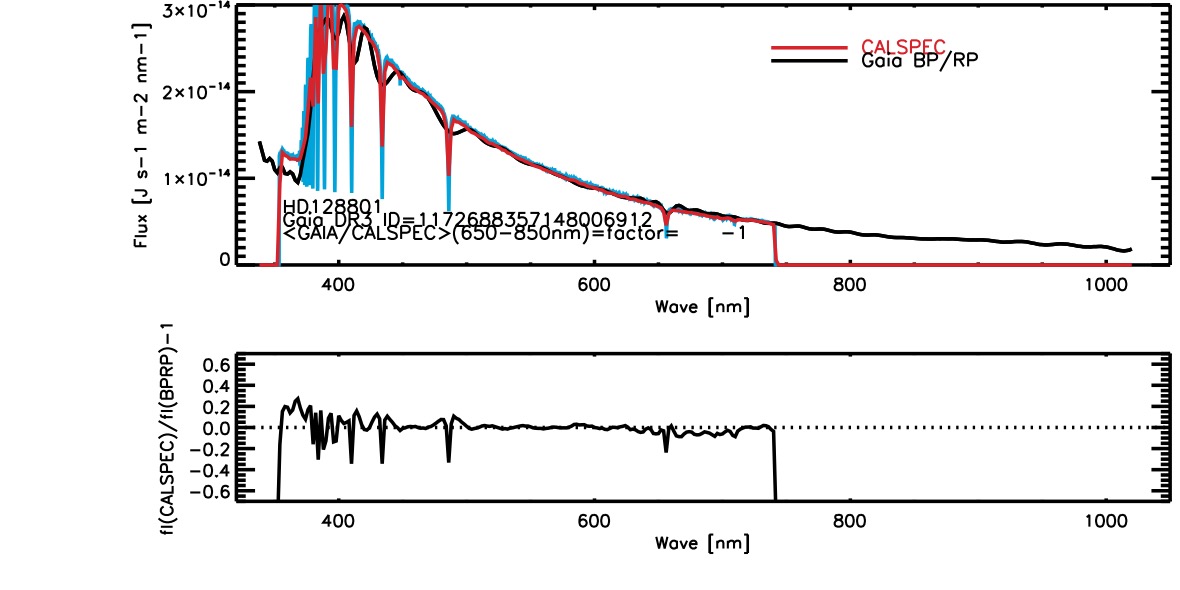 3×10⁻¹⁴
2×10⁻¹⁴
1×10⁻¹⁴
0
Flux [J s−1 m−2 nm−1]
CALSPEC
Gaia BP/RP
HD128801
Gaia DR3 ID=1172688357148006912
<GAIA/CALSPEC>(650−850nm)=factor= −1
400 600 800 1000
Wave [nm]
fl(CALSPEC)/fl(BPRP)−1
0.6
0.4
0.2
0.0
−0.2
−0.4
−0.6
400 600 800 1000
Wave [nm]